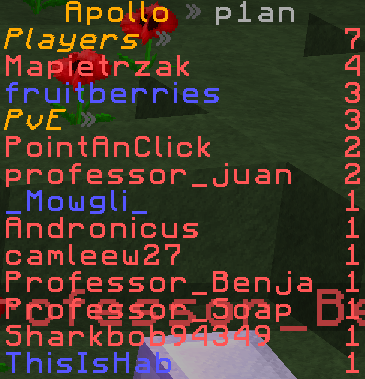 Apollo » p1an
Players » 7
Mapietrzak 4
fruitberries 3
PvE » 3
PointAnClick 2
professor_juan 2
_Mowgli_ 1
Andronicus 1
camleew27 1
Professor_Benja 1
Professor_Soap 1
Sharkbob94349 1
ThisIsHab 1